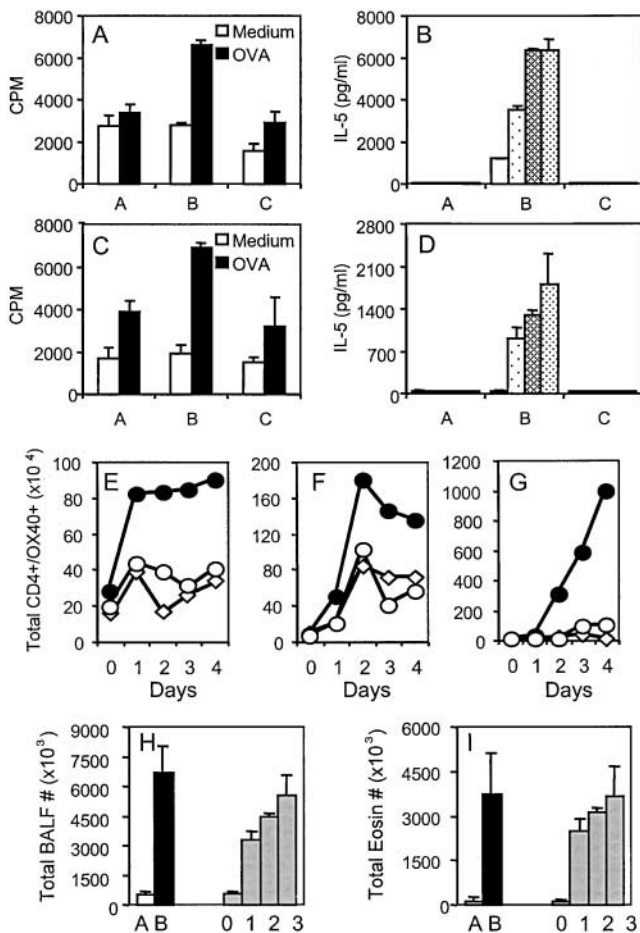 A
Medium
OVA
CPM
8000
6000
4000
2000
0
A B C
B
IL-5 (pg/ml)
8000
6000
4000
2000
0
A B C
C
Medium
OVA
CPM
8000
6000
4000
2000
0
A B C
D
IL-5 (pg/ml)
2800
2100
1400
700
0
A B C
Total CD4+/OX40+ (x10⁴)
E
100
80
60
40
20
0
0 1 2 3 4
Days
F
200
160
120
80
40
0
0 1 2 3 4
Days
G
1000
1200
800
600
400
200
0
0 1 2 3 4
Days
H
Total BALF # (x10³)
9000
7500
6000
4500
3000
1500
0
A B 0 1 2 3
I
Total Eosin # (x10³)
6000
4500
3000
1500
0
A B 0 1 2 3